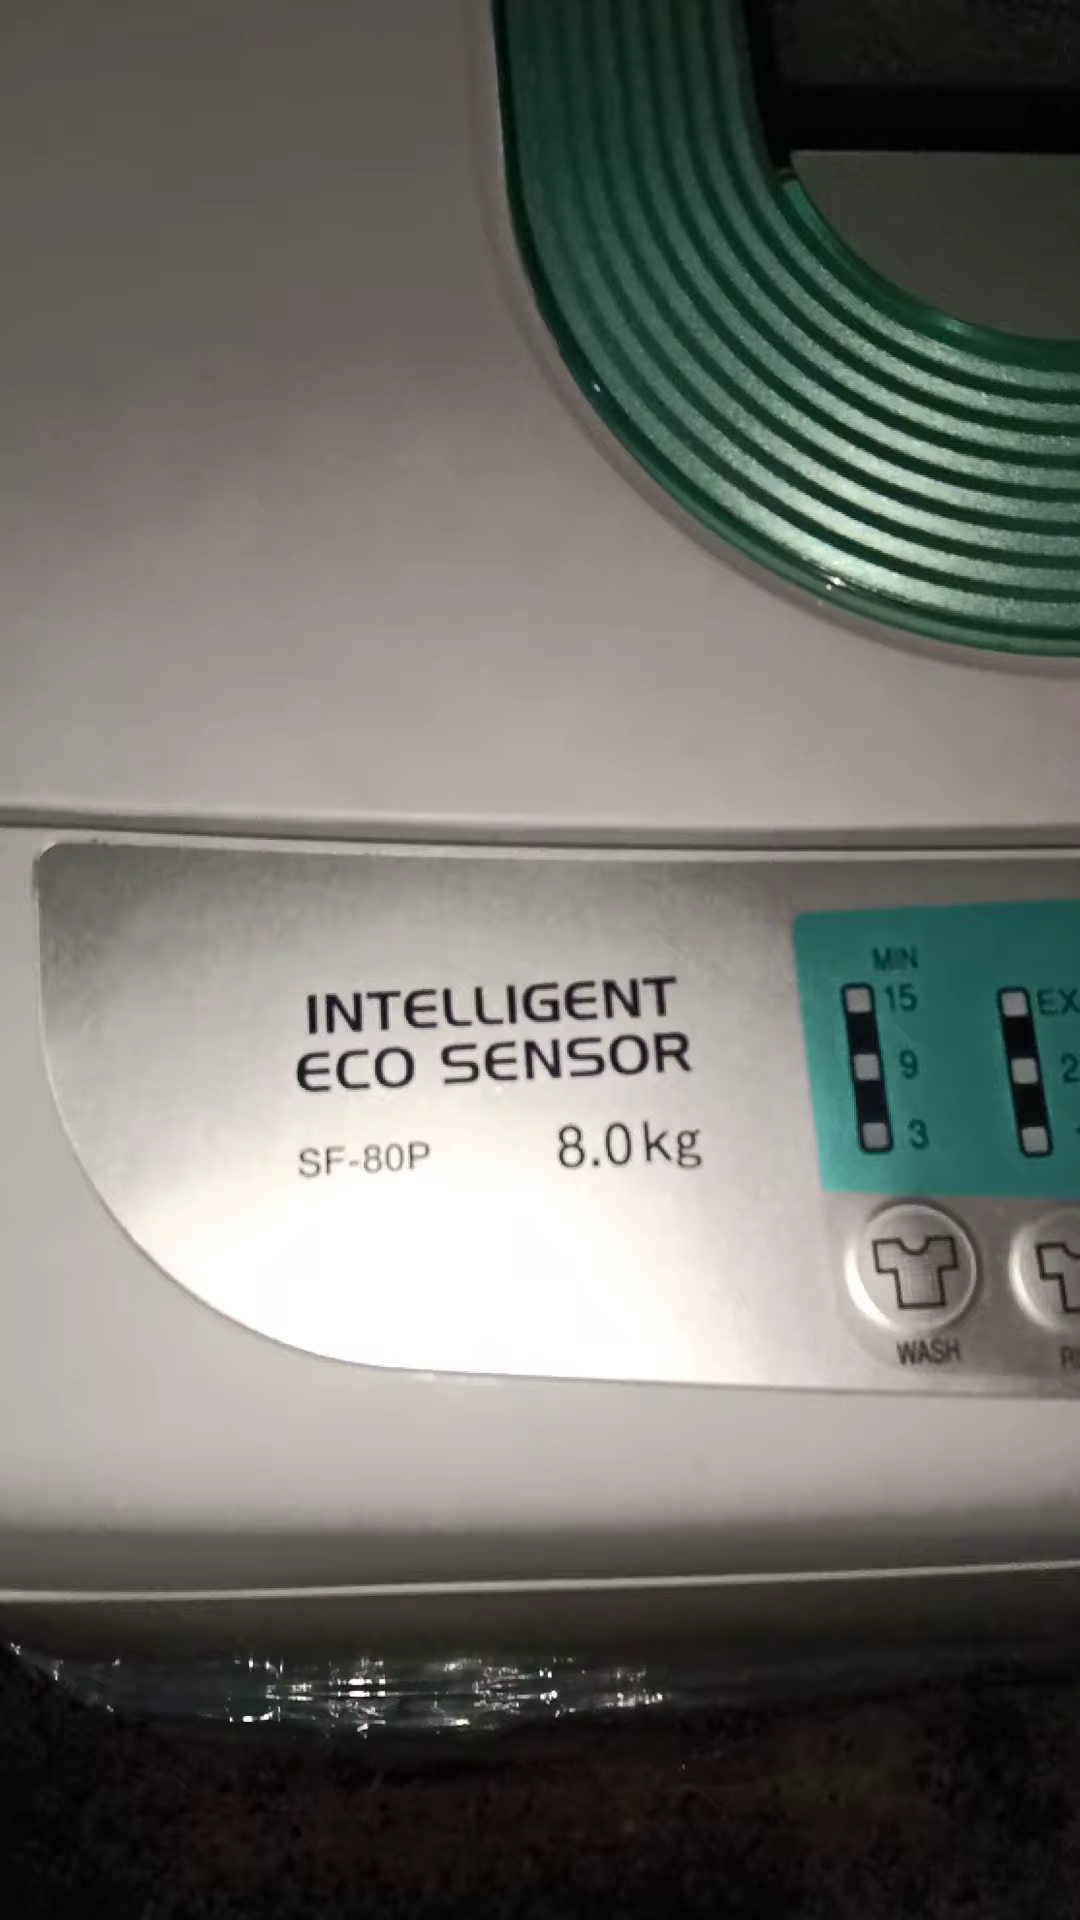 INTELLIGENT
ECO SENSOR
SF-80P 8.0kg
MIN
15
9
3
EX
2
WASH